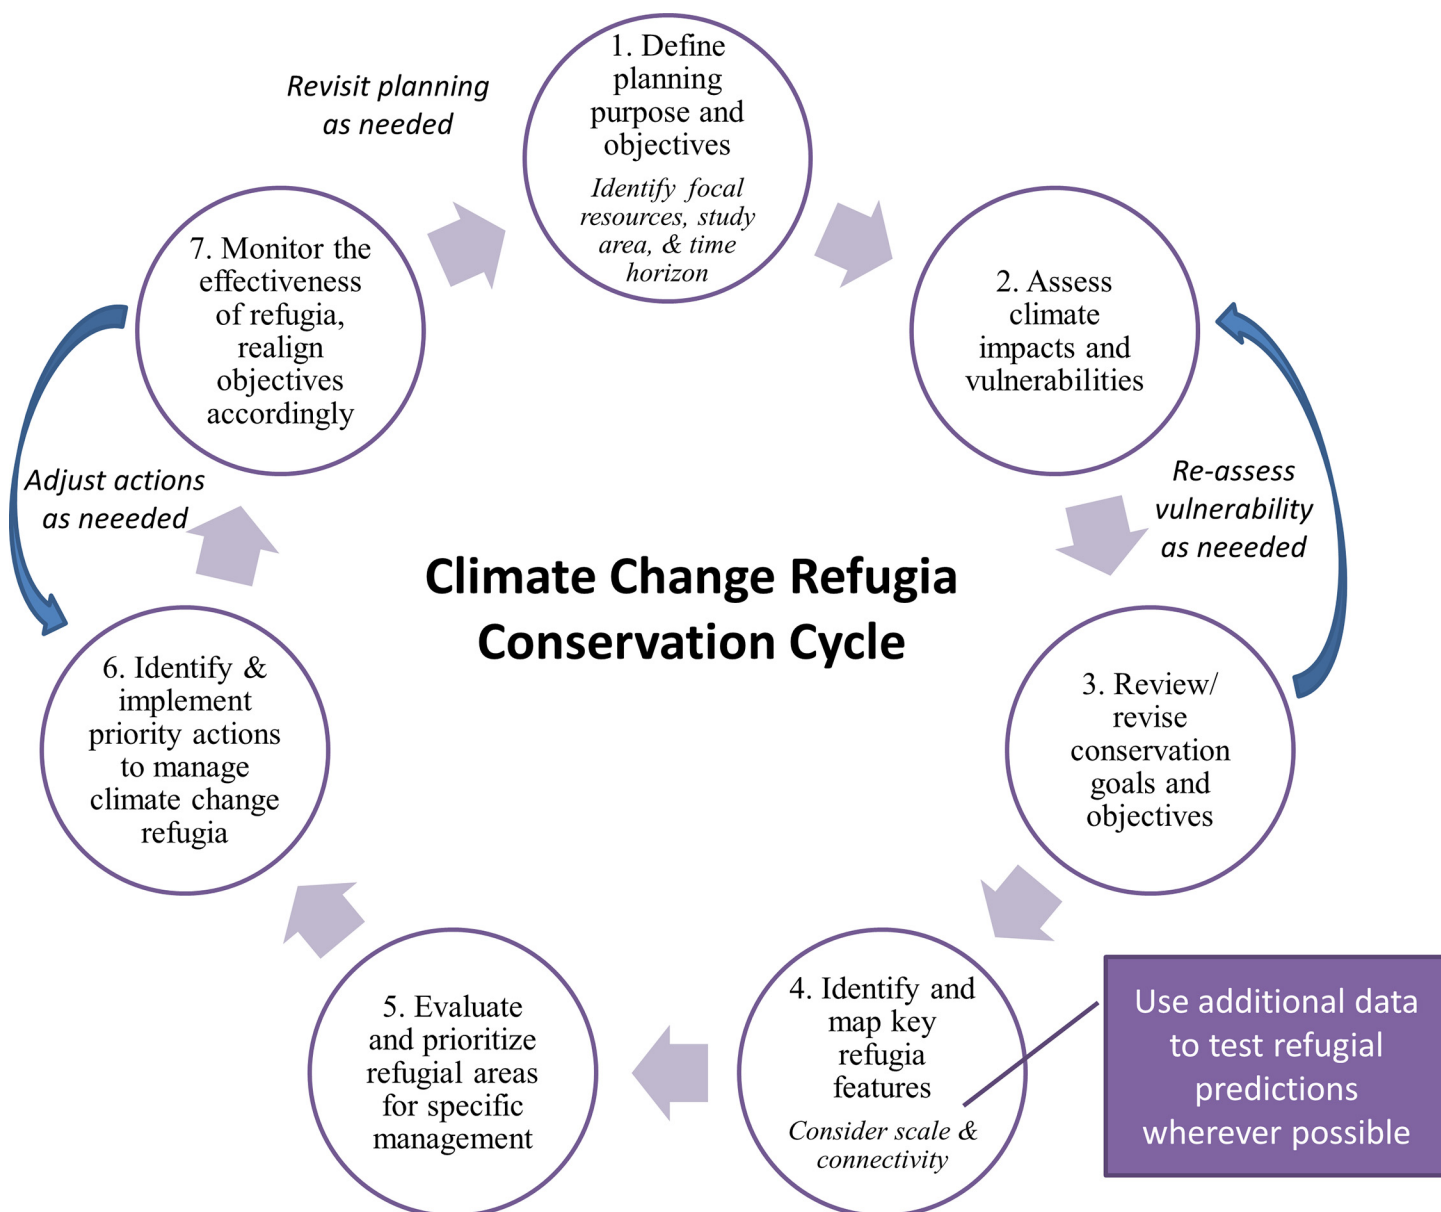 Revisit planning
as needed
1. Define
planning
purpose and
objectives
Identify focal
resources, study
area, & time
horizon
2. Assess
climate
impacts and
vulnerabilities
Re-assess
vulnerability
as neeeded
3. Review/
revise
conservation
goals and
objectives
4. Identify and
map key
refugia
features
Consider scale &
connectivity
Use additional data
to test refugial
predictions
wherever possible
5. Evaluate
and prioritize
refugial areas
for specific
management
6. Identify &
implement
priority actions
to manage
climate change
refugia
Adjust actions
as neeeded
7. Monitor the
effectiveness
of refugia,
realign
objectives
accordingly
Climate Change Refugia
Conservation Cycle